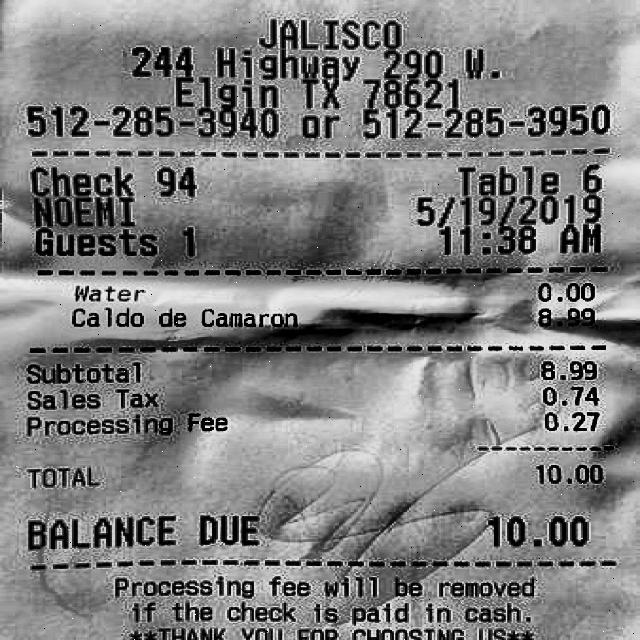 JALISCO
244 Highway 290 W.
Elgin TX 78621
512-285-3940 or 512-285-3950
Check 94 Table 6
NOEMI 5/19/2019
Guests 1 11:38 AM
Water 0.00
Caldo de Camaron 8.99
Subtotal 8.99
Sales Tax 0.74
Processing Fee 0.27
TOTAL 10.00
BALANCE DUE 10.00
Processing fee will be removed
if the check is paid in cash.
**THANK YOU FOR CHOOSING US**